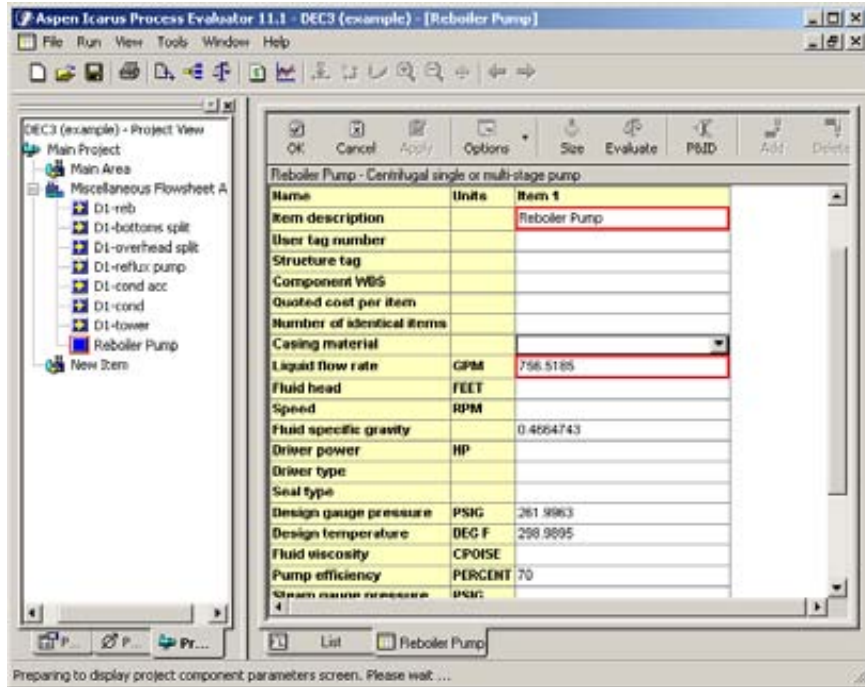 Aspen Icarus Process Evaluator 11.1 - DEC3 (example) - [Reboiler Pump]
File Run View Tools Window Help
DEC3 (example) - Project View
Main Project
Main Area
Miscellaneous Flowsheet A
D1-reb
D1-bottoms split
D1-overhead split
D1-reflux pump
D1-cond acc
D1-cond
D1-tower
Reboiler Pump
New Item
P...
P...
Pr...
OK Cancel Apply Options Size Evaluate P&ID Add Delete
Reboiler Pump - Centrifugal single or multi-stage pump
Name Units Item 1
Item description Reboiler Pump
User tag number
Structure tag
Component WBS
Quoted cost per item
Number of identical items
Casing material
Liquid flow rate GPM 756.5185
Fluid head FEET
Speed RPM
Fluid specific gravity 0.4664743
Driver power HP
Driver type
Seal type
Design gauge pressure PSIG 261.9963
Design temperature DEG F 298.9895
Fluid viscosity CPOISE
Pump efficiency PERCENT 70
Steam gauge pressure PSIG
List Reboiler Pump
Preparing to display project component parameters screen. Please wait ...